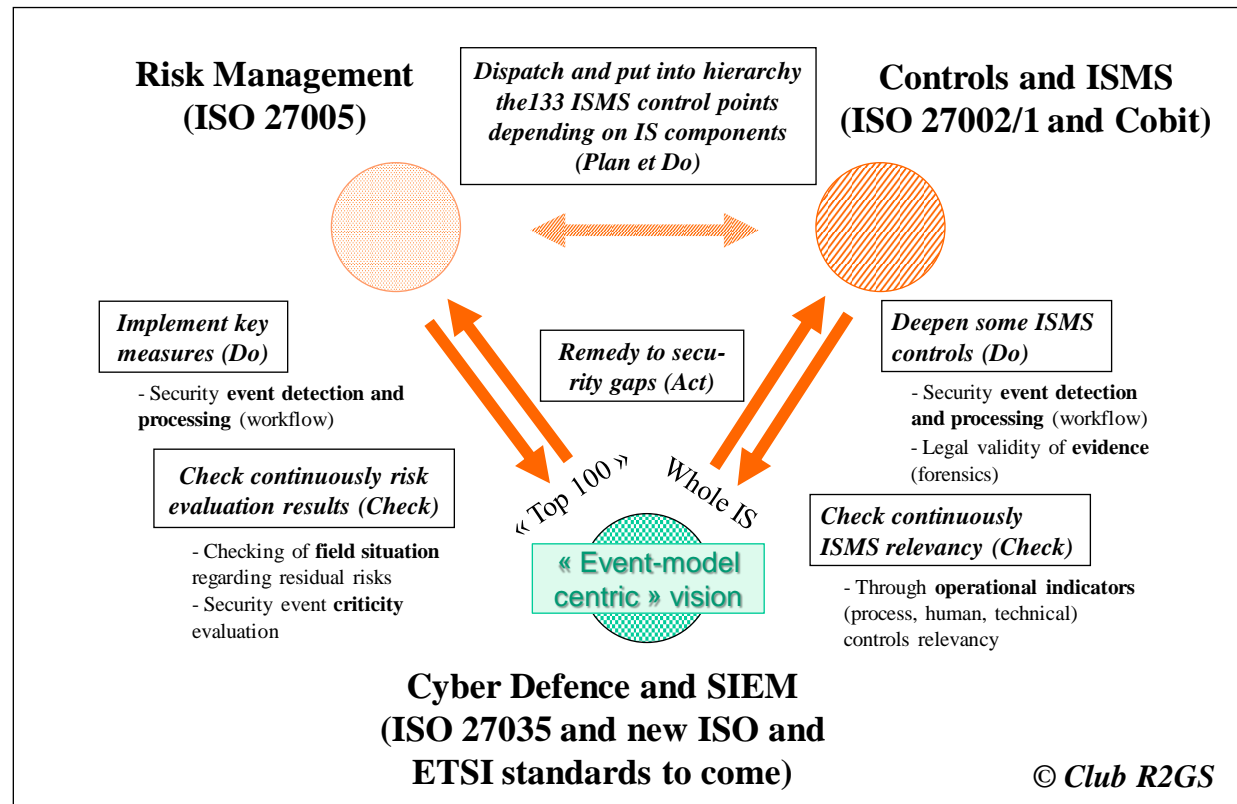 Risk Management
(ISO 27005)
Dispatch and put into hierarchy
the133 ISMS control points
depending on IS components
(Plan et Do)
Controls and ISMS
(ISO 27002/1 and Cobit)
Implement key
measures (Do)
- Security event detection and
processing (workflow)
Remedy to secu-
rity gaps (Act)
Deepen some ISMS
controls (Do)
- Security event detection
and processing (workflow)
- Legal validity of evidence
(forensics)
Check continuously risk
evaluation results (Check)
- Checking of field situation
regarding residual risks
- Security event criticity
evaluation
« Top 100 »
Whole IS
Check continuously
ISMS relevancy (Check)
- Through operational indicators
(process, human, technical)
controls relevancy
« Event-model
centric » vision
Cyber Defence and SIEM
(ISO 27035 and new ISO and
ETSI standards to come)
© Club R2GS